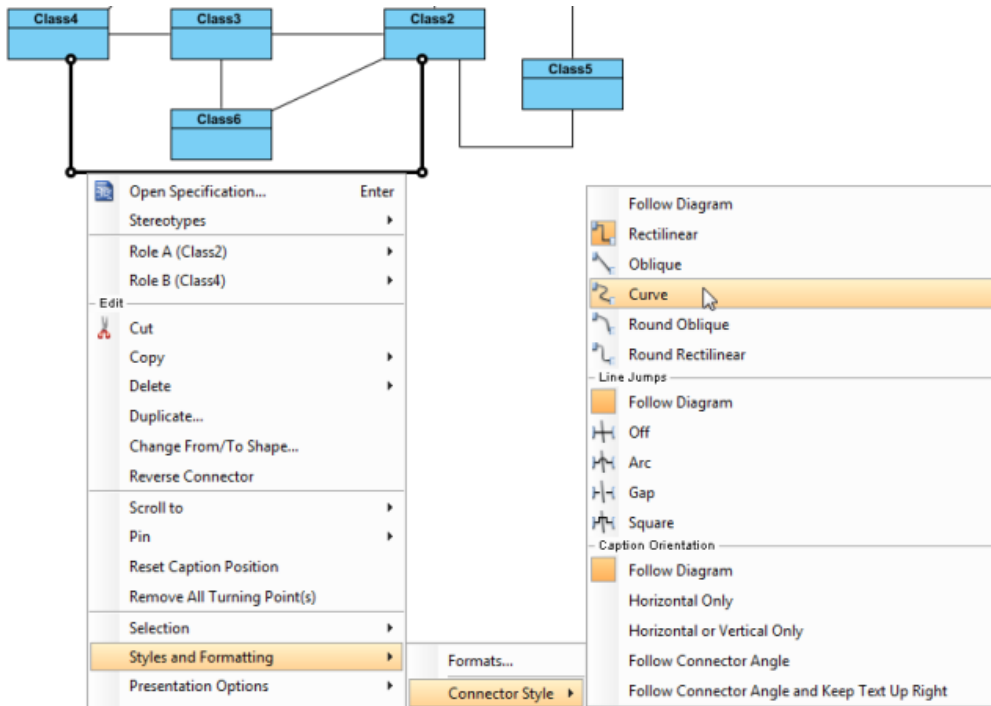 Class4
Class3
Class2
Class5
Class6
Open Specification... Enter
Stereotypes
Role A (Class2)
Role B (Class4)
Edit
Cut
Copy
Delete
Duplicate...
Change From/To Shape...
Reverse Connector
Scroll to
Pin
Reset Caption Position
Remove All Turning Point(s)
Selection
Styles and Formatting
Presentation Options
Formats...
Connector Style
Follow Diagram
Rectilinear
Oblique
Curve
Round Oblique
Round Rectilinear
Line Jumps
Follow Diagram
Off
Arc
Gap
Square
Caption Orientation
Follow Diagram
Horizontal Only
Horizontal or Vertical Only
Follow Connector Angle
Follow Connector Angle and Keep Text Up Right